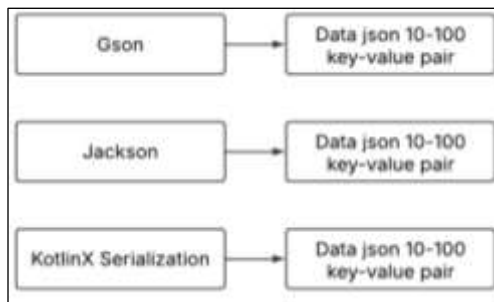 Gson
Data json 10-100
key-value pair
Jackson
Data json 10-100
key-value pair
KotlinX Serialization
Data json 10-100
key-value pair